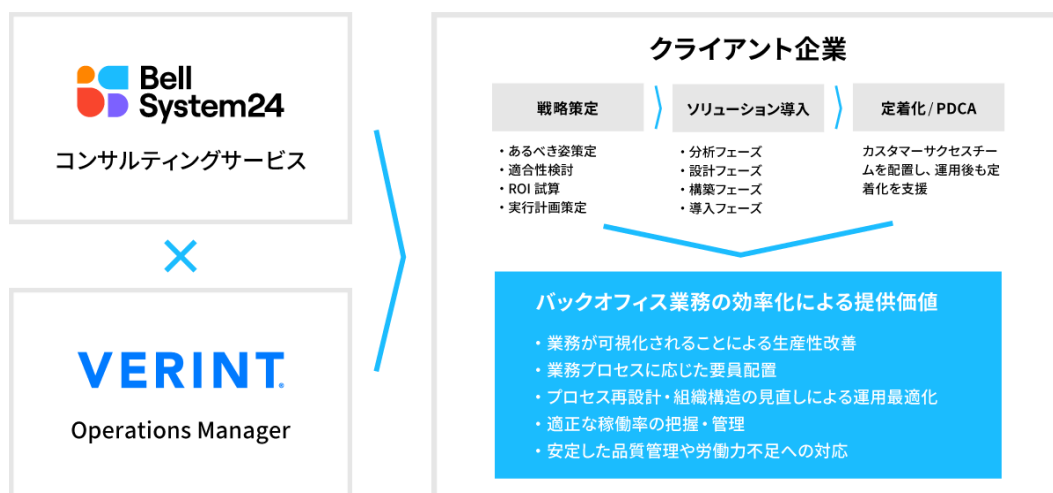 Bell
System24
コンサルティングサービス
×
VERINT.
Operations Manager
クライアント企業
戦略策定
・あるべき姿策定
・適合性検討
・ROI 試算
・実行計画策定
ソリューション導入
・分析フェーズ
・設計フェーズ
・構築フェーズ
・導入フェーズ
定着化/PDCA
カスタマーサクセスチー
ムを配置し、運用後も定
着化を支援
バックオフィス業務の効率化による提供価値
・業務が可視化されることによる生産性改善
・業務プロセスに応じた要員配置
・プロセス再設計・組織構造の見直しによる運用最適化
・適正な稼働率の把握・管理
・安定した品質管理や労働力不足への対応